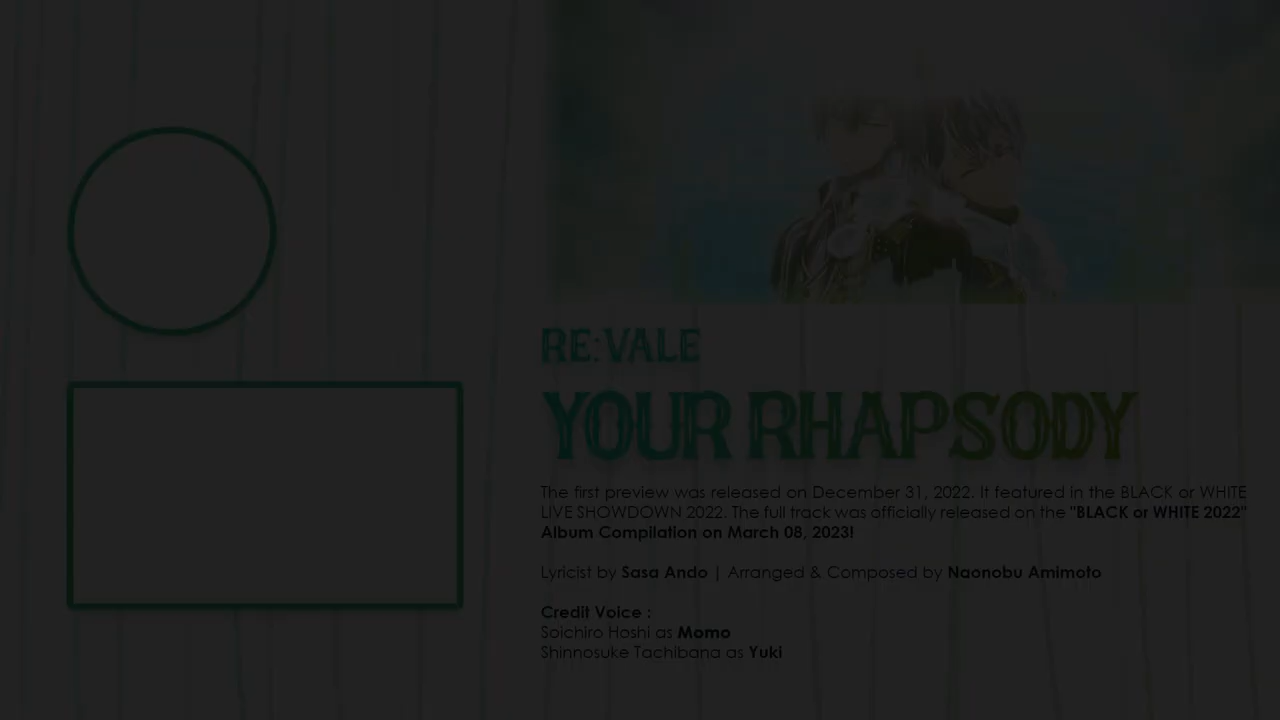 RE:VALE
YOUR RHAPSODY
The first preview was released on December 31, 2022. It featured in the BLACK or WHITE
LIVE SHOWDOWN 2022. The full track was officially released on the "BLACK or WHITE 2022"
Album Compilation on March 08, 2023!
Lyricist by Sasa Ando | Arranged & Composed by Naonobu Amimoto
Credit Voice :
Soichiro Hoshi as Momo
Shinnosuke Tachibana as Yuki